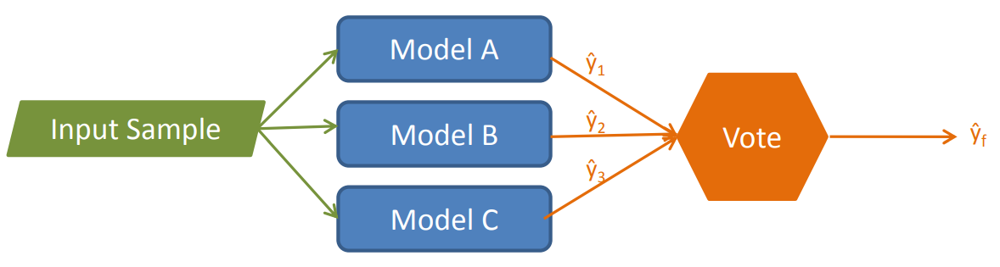 Input Sample
Model A
Model B
Model C
ŷ₁
ŷ₂
ŷ₃
Vote
ŷf